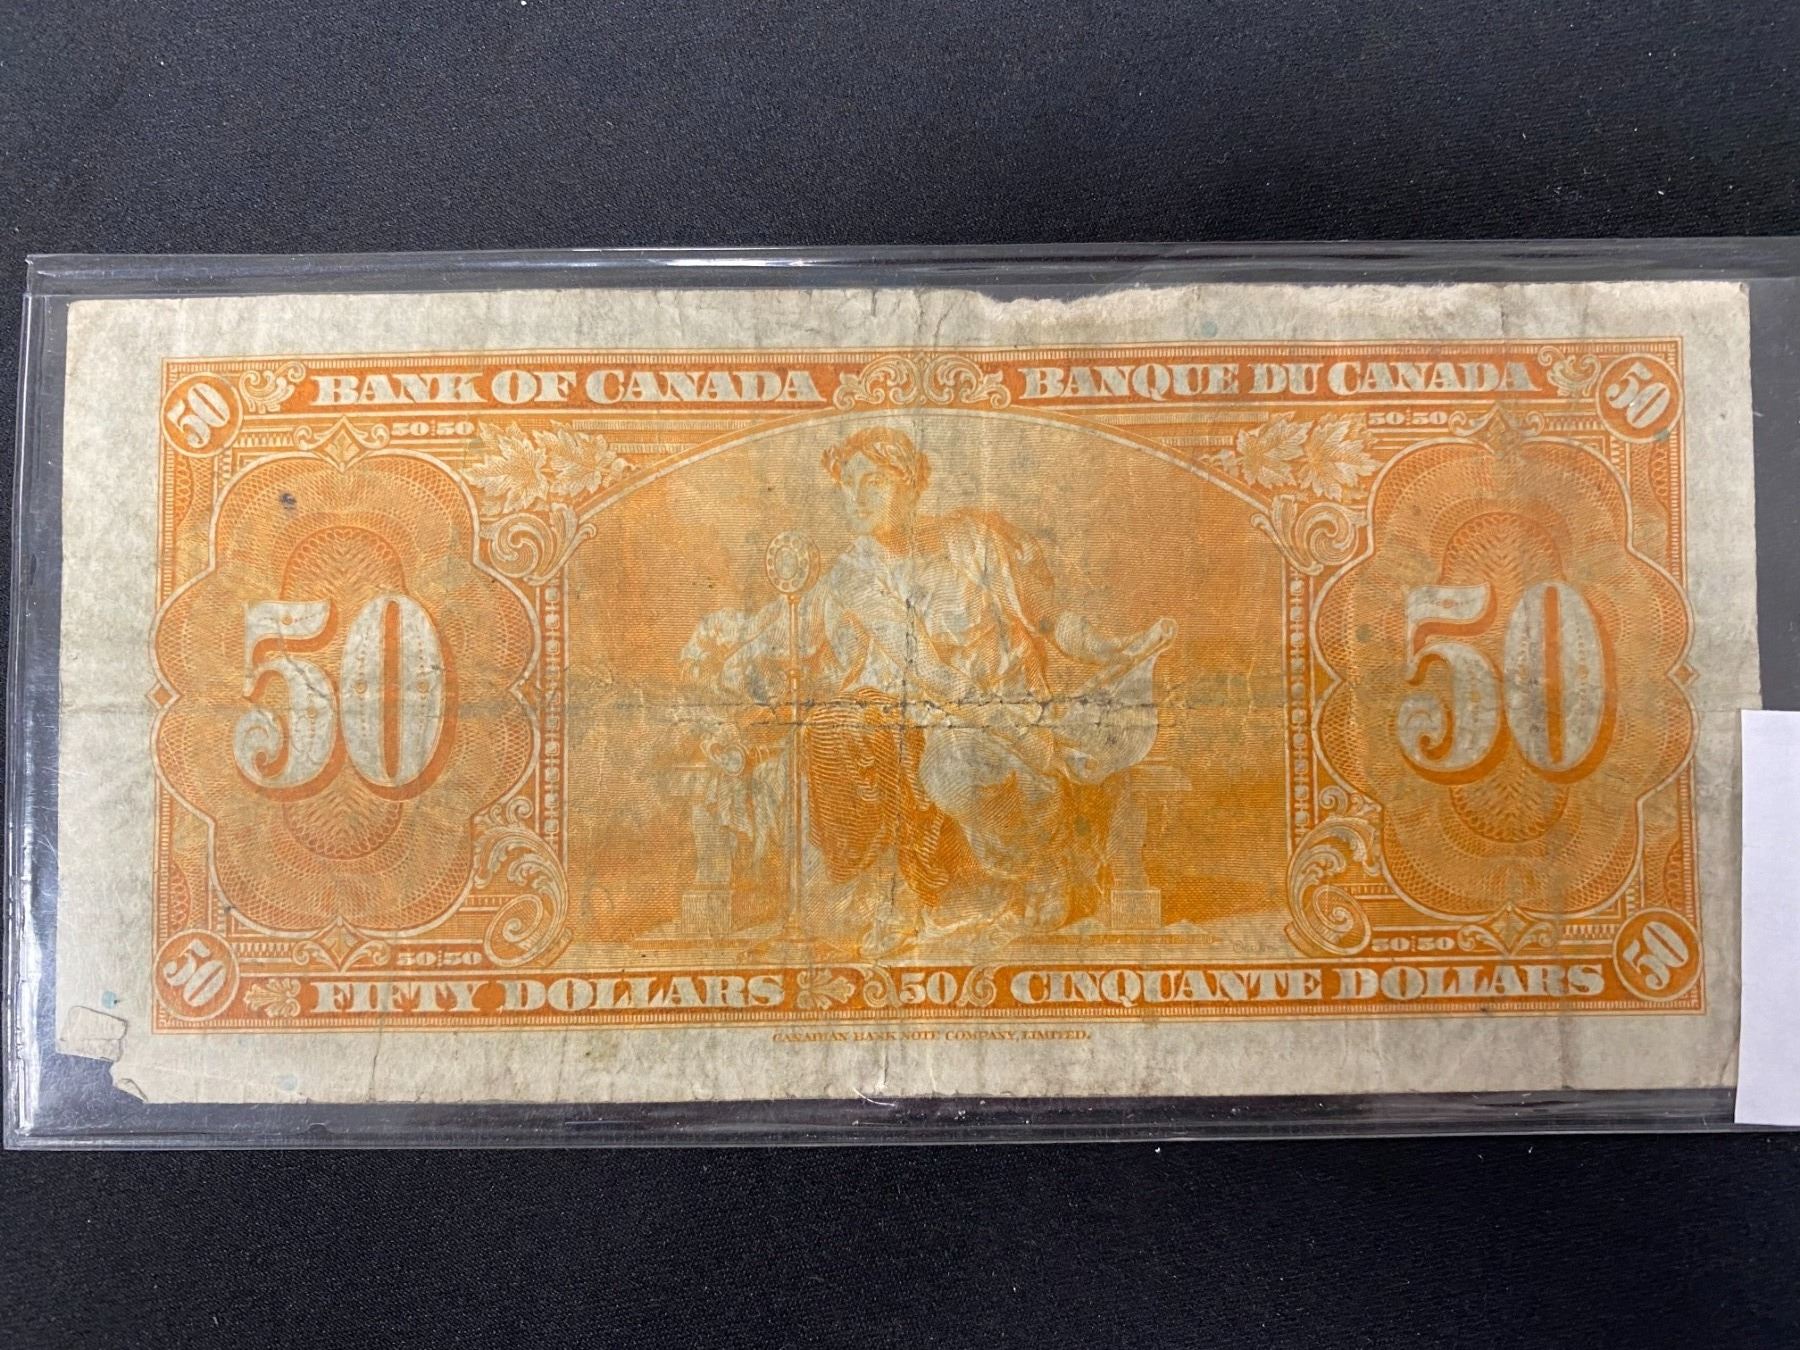 50 BANK OF CANADA BANQUE DU CANADA 50
50:50 50:50
50 50
50:50 50:50
50 FIFTY DOLLARS 50 CINQUANTE DOLLARS 50
CANADIAN BANK NOTE COMPANY, LIMITED.